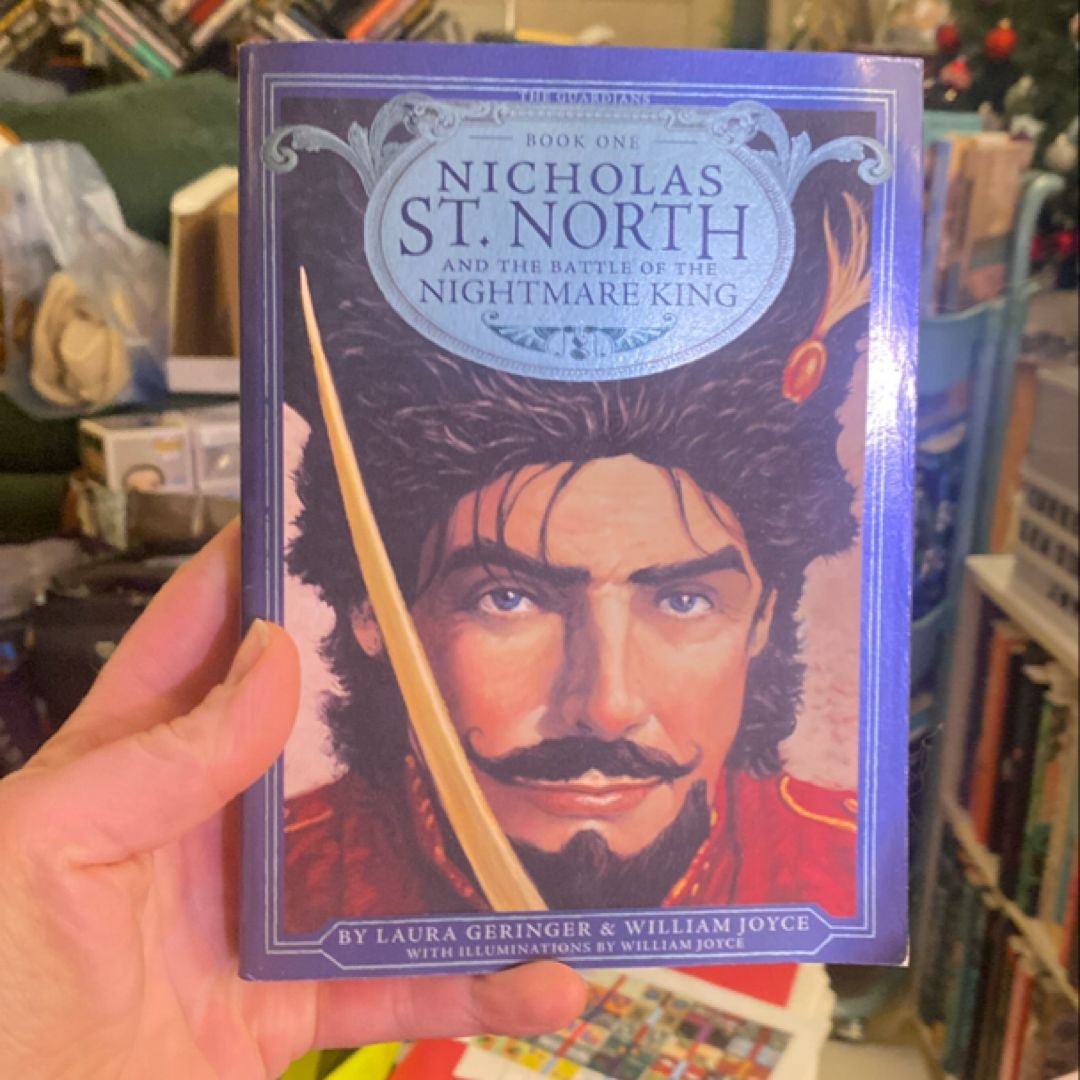 THE GUARDIANS
BOOK ONE
NICHOLAS
ST. NORTH
AND THE BATTLE OF THE
NIGHTMARE KING
BY LAURA GERINGER & WILLIAM JOYCE
WITH ILLUMINATIONS BY WILLIAM JOYCE